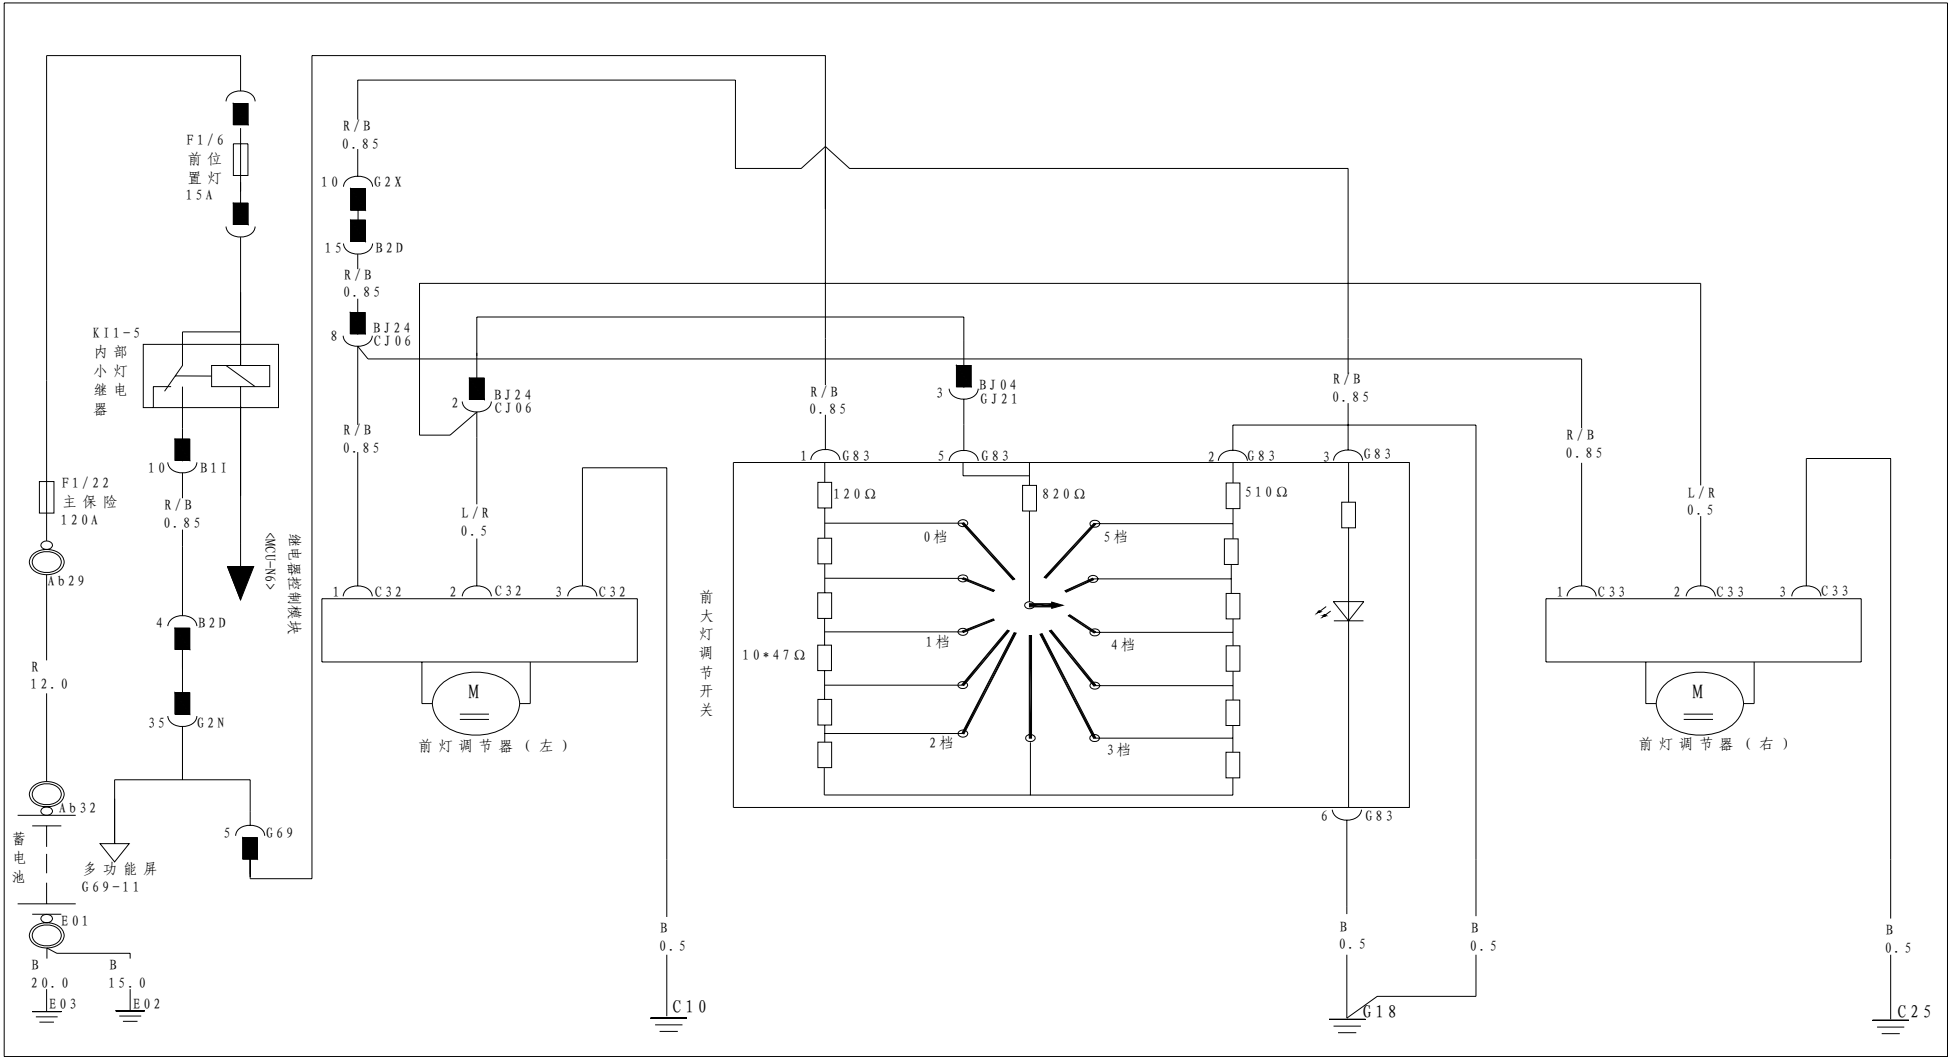 F1/6
前位
置灯
15A
R/B
0.85
10
G2X
15
B2D
R/B
0.85
8
BJ24
CJ06
KI1-5
内部
小灯
继电
器
2
BJ24
CJ06
3
BJ04
GJ21
R/B
0.85
R/B
0.85
R/B
0.85
R/B
0.85
10
B1I
R/B
0.85
F1/22
主保险
120A
Ab29
继电器控制模块
<MCU-N6>
L/R
0.5
L/R
0.5
1
G83
5
G83
2
G83
3
G83
120Ω
820Ω
510Ω
0档
5档
1档
4档
10*47Ω
2档
3档
前大灯调节开关
1
C32
2
C32
3
C32
M
前灯调节器(左)
1
C33
2
C33
3
C33
M
前灯调节器(右)
4
B2D
R
12.0
35
G2N
Ab32
5
G69
6
G83
蓄电池
多功能屏
G69-11
E01
B
20.0
B
15.0
E03
E02
B
0.5
C10
B
0.5
B
0.5
G18
B
0.5
C25